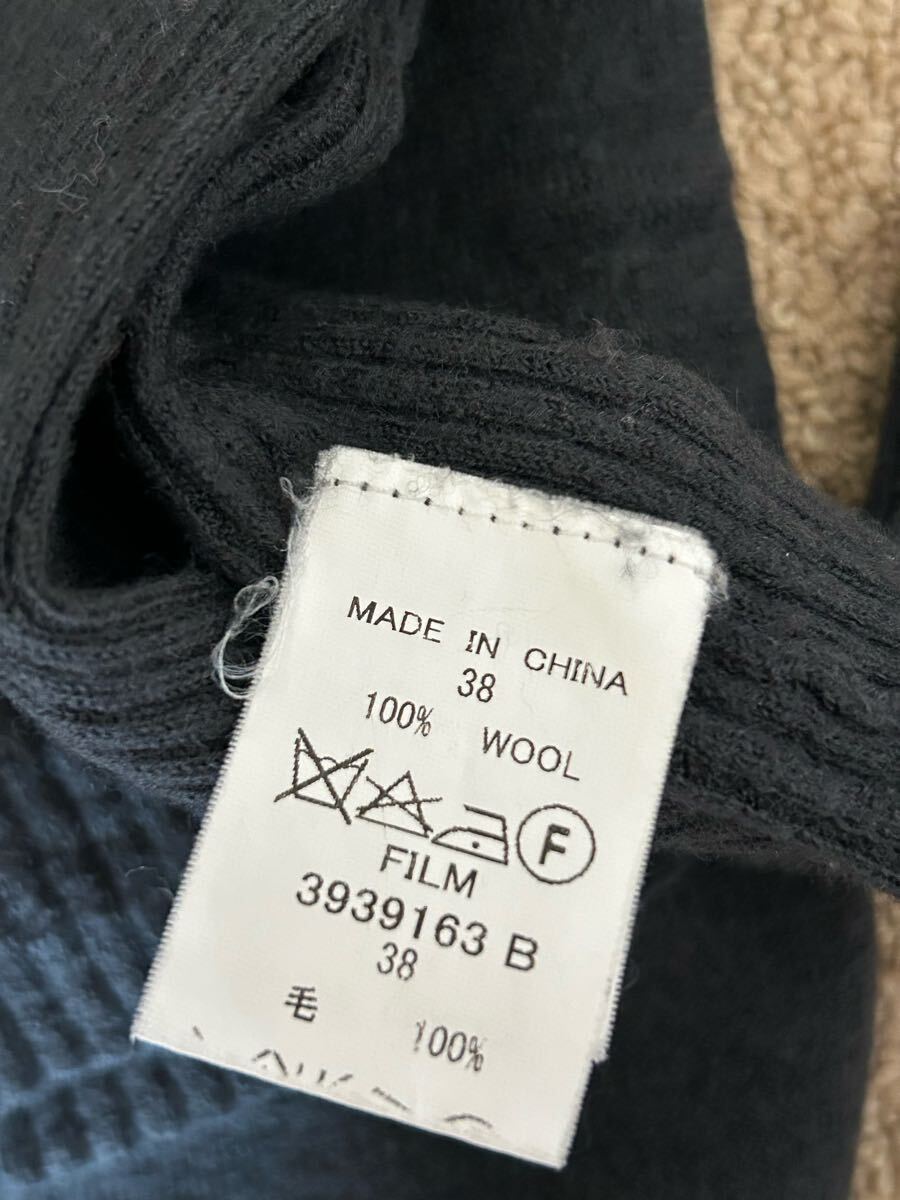 MADE IN CHINA
38
100% WOOL
F
FILM
3939163 B
38
毛 100%